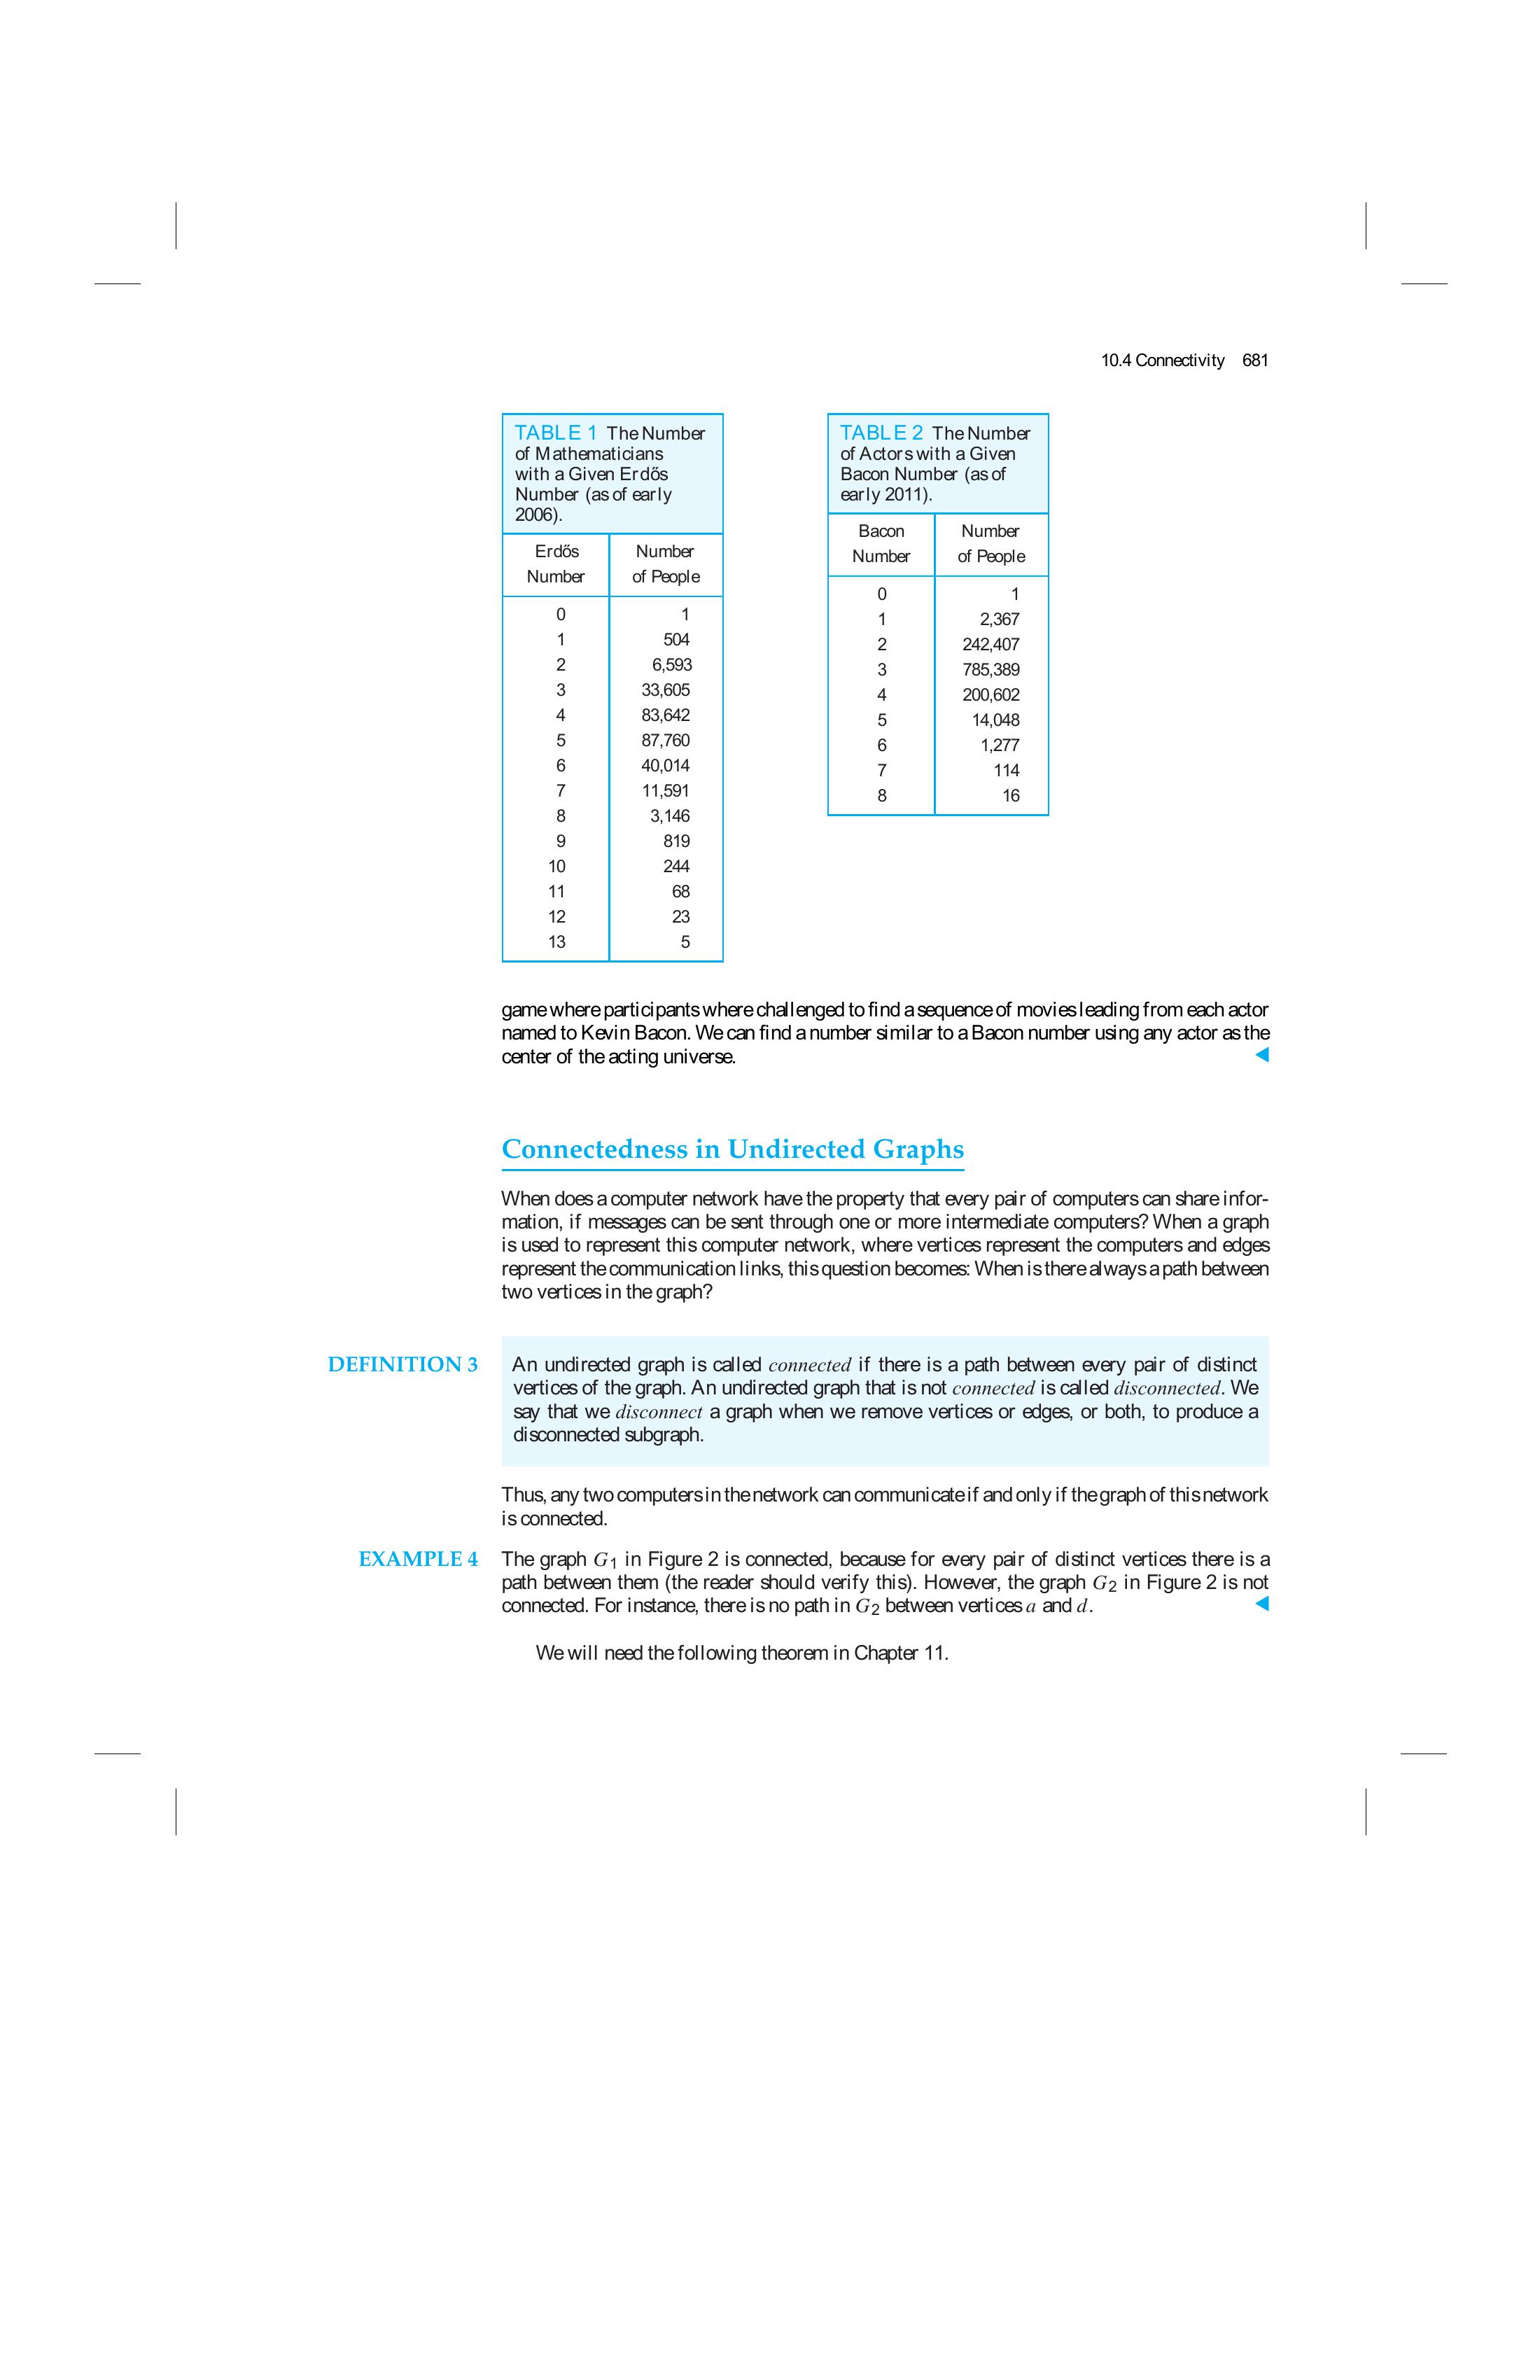 10.4 Connectivity 681
TABLE 1 The Number
of Mathematicians
with a Given Erdős
Number (as of early
2006).
Erdős Number
Number of People
0 1
1 504
2 6,593
3 33,605
4 83,642
5 87,760
6 40,014
7 11,591
8 3,146
9 819
10 244
11 68
12 23
13 5
TABLE 2 The Number
of Actors with a Given
Bacon Number (as of
early 2011).
Bacon Number
Number of People
0 1
1 2,367
2 242,407
3 785,389
4 200,602
5 14,048
6 1,277
7 114
8 16
game where participants where challenged to find a sequence of movies leading from each actor
named to Kevin Bacon. We can find a number similar to a Bacon number using any actor as the
center of the acting universe. ◀
Connectedness in Undirected Graphs
When does a computer network have the property that every pair of computers can share infor-
mation, if messages can be sent through one or more intermediate computers? When a graph
is used to represent this computer network, where vertices represent the computers and edges
represent the communication links, this question becomes: When is there always a path between
two vertices in the graph?
DEFINITION 3 An undirected graph is called connected if there is a path between every pair of distinct
vertices of the graph. An undirected graph that is not connected is called disconnected. We
say that we disconnect a graph when we remove vertices or edges, or both, to produce a
disconnected subgraph.
Thus, any two computers in the network can communicate if and only if the graph of this network
is connected.
EXAMPLE 4 The graph G1 in Figure 2 is connected, because for every pair of distinct vertices there is a
path between them (the reader should verify this). However, the graph G2 in Figure 2 is not
connected. For instance, there is no path in G2 between vertices a and d. ◀
We will need the following theorem in Chapter 11.